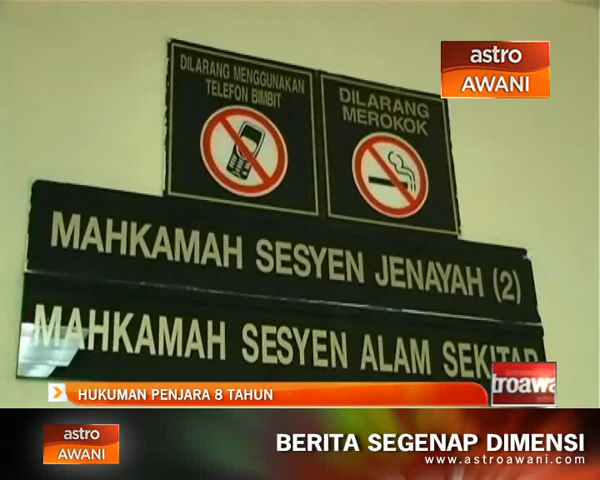 astro
AWANI
DILARANG MENGGUNAKAN
TELEFON BIMBIT
DILARANG
MEROKOK
MAHKAMAH SESYEN JENAYAH (2)
MAHKAMAH SESYEN ALAM SEKITAR
HUKUMAN PENJARA 8 TAHUN
troawa
astro
AWANI
BERITA SEGENAP DIMENSI
www.astroawani.com